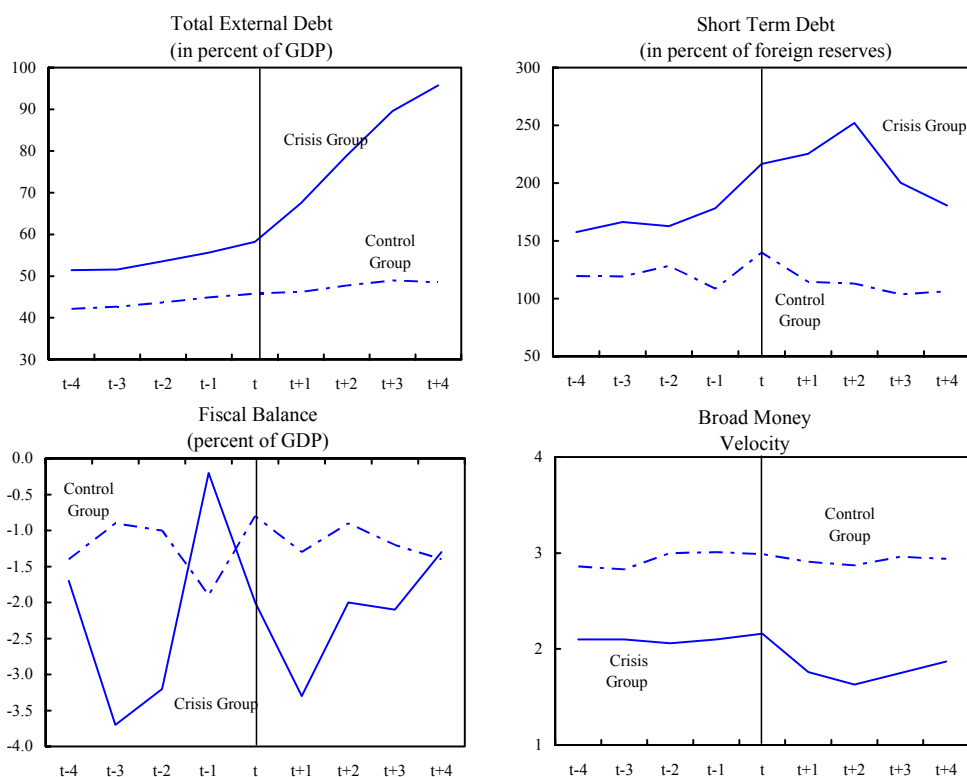 Total External Debt
(in percent of GDP)
100
90
80
70
60
50
40
30
Crisis Group
Control
Group
t-4 t-3 t-2 t-1 t t+1 t+2 t+3 t+4
Short Term Debt
(in percent of foreign reserves)
300
250
200
150
100
50
Crisis Group
Control
Group
t-4 t-3 t-2 t-1 t t+1 t+2 t+3 t+4
Fiscal Balance
(percent of GDP)
0.0
-0.5
-1.0
-1.5
-2.0
-2.5
-3.0
-3.5
-4.0
Control
Group
Crisis Group
t-4 t-3 t-2 t-1 t t+1 t+2 t+3 t+4
Broad Money
Velocity
4
3
2
1
Control
Group
Crisis
Group
t-4 t-3 t-2 t-1 t t+1 t+2 t+3 t+4